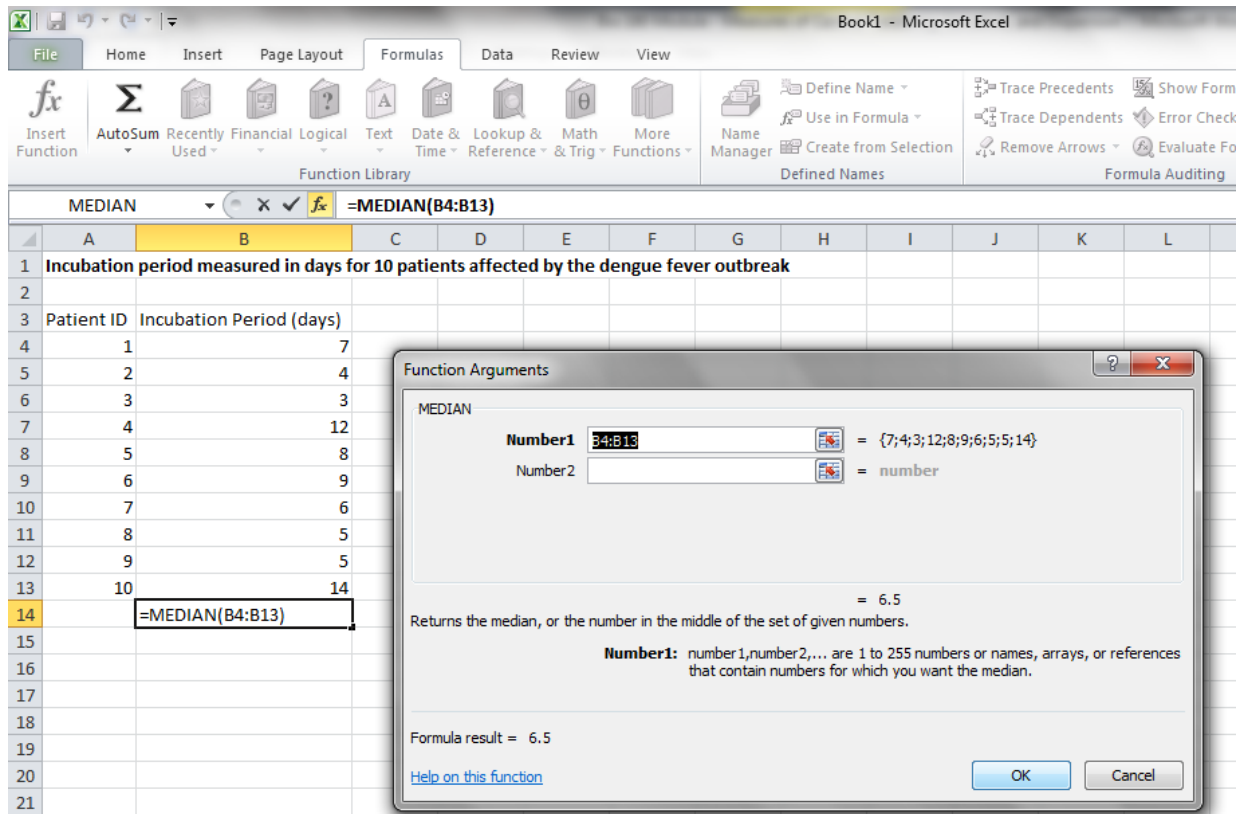 Book1 - Microsoft Excel
File Home Insert Page Layout Formulas Data Review View
fx Σ ? A θ
Insert Function AutoSum Recently Used Financial Logical Text Date & Time Lookup & Reference Math & Trig More Functions
Function Library
Name Manager Define Name Use in Formula Create from Selection
Defined Names
Trace Precedents Show Form
Trace Dependents Error Check
Remove Arrows Evaluate Fo
Formula Auditing
MEDIAN fx =MEDIAN(B4:B13)
A B C D E F G H I J K L
1 Incubation period measured in days for 10 patients affected by the dengue fever outbreak
2
3 Patient ID Incubation Period (days)
4 1 7
5 2 4
6 3 3
7 4 12
8 5 8
9 6 9
10 7 6
11 8 5
12 9 5
13 10 14
14 =MEDIAN(B4:B13)
15
16
17
18
19
20
21
Function Arguments ? X
MEDIAN
Number1 B4:B13 = {7;4;3;12;8;9;6;5;5;14}
Number2 = number
= 6.5
Returns the median, or the number in the middle of the set of given numbers.
Number1: number1,number2,... are 1 to 255 numbers or names, arrays, or references
that contain numbers for which you want the median.
Formula result = 6.5
Help on this function OK Cancel